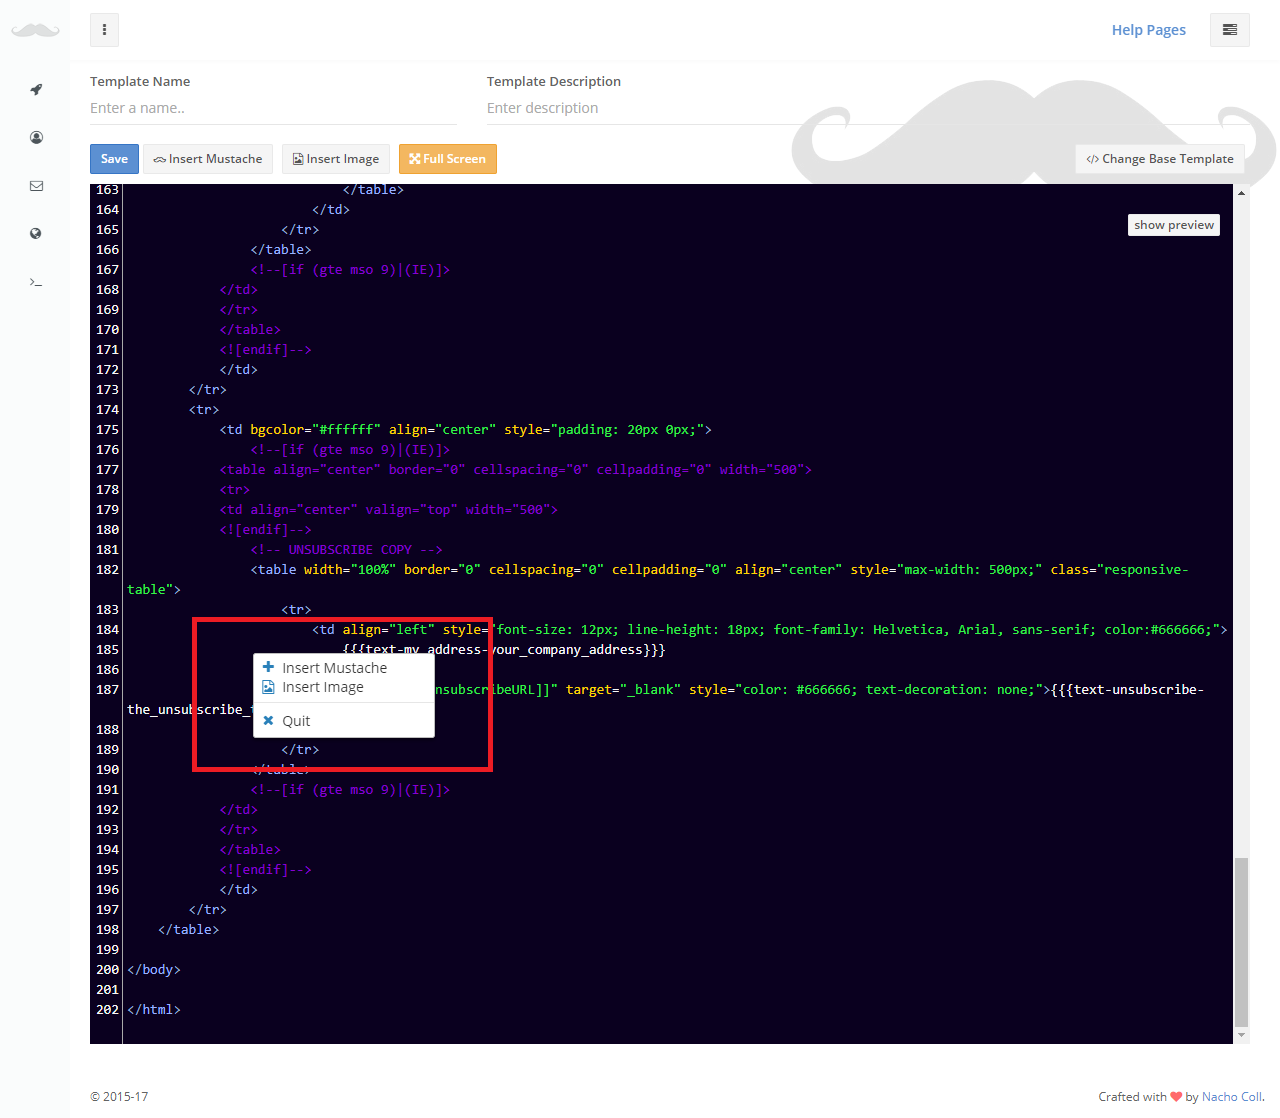 Help Pages
Template Name
Template Description
Enter a name..
Enter description
Save
Insert Mustache
Insert Image
Full Screen
</> Change Base Template
show preview
163 </table>
164 </td>
165 </tr>
166 </table>
167 <!--[if (gte mso 9)|(IE)]>
168 </td>
169 </tr>
170 </table>
171 <![endif]-->
172 </td>
173 </tr>
174 <tr>
175 <td bgcolor="#ffffff" align="center" style="padding: 20px 0px;">
176 <!--[if (gte mso 9)|(IE)]>
177 <table align="center" border="0" cellspacing="0" cellpadding="0" width="500">
178 <tr>
179 <td align="center" valign="top" width="500">
180 <![endif]-->
181 <!-- UNSUBSCRIBE COPY -->
182 <table width="100%" border="0" cellspacing="0" cellpadding="0" align="center" style="max-width: 500px;" class="responsive-
table">
183 <tr>
184 <td align="left" style="font-size: 12px; line-height: 18px; font-family: Helvetica, Arial, sans-serif; color:#666666;">
185 {{{text-my_address-your_company_address}}}
186
187 nsubscribeURL]]" target="_blank" style="color: #666666; text-decoration: none;">{{{text-unsubscribe-
the_unsubscribe_
188
189 </tr>
190 </table>
191 <!--[if (gte mso 9)|(IE)]>
192 </td>
193 </tr>
194 </table>
195 <![endif]-->
196 </td>
197 </tr>
198 </table>
199
200 </body>
201
202 </html>
Insert Mustache
Insert Image
Quit
© 2015-17
Crafted with ❤ by Nacho Coll.